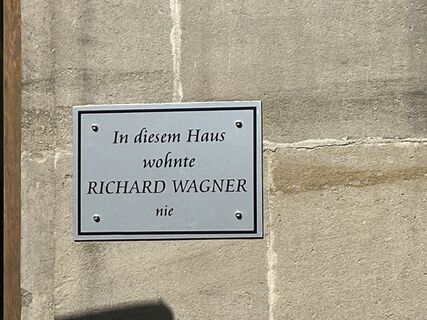 In diesem Haus
wohnte
RICHARD WAGNER
nie